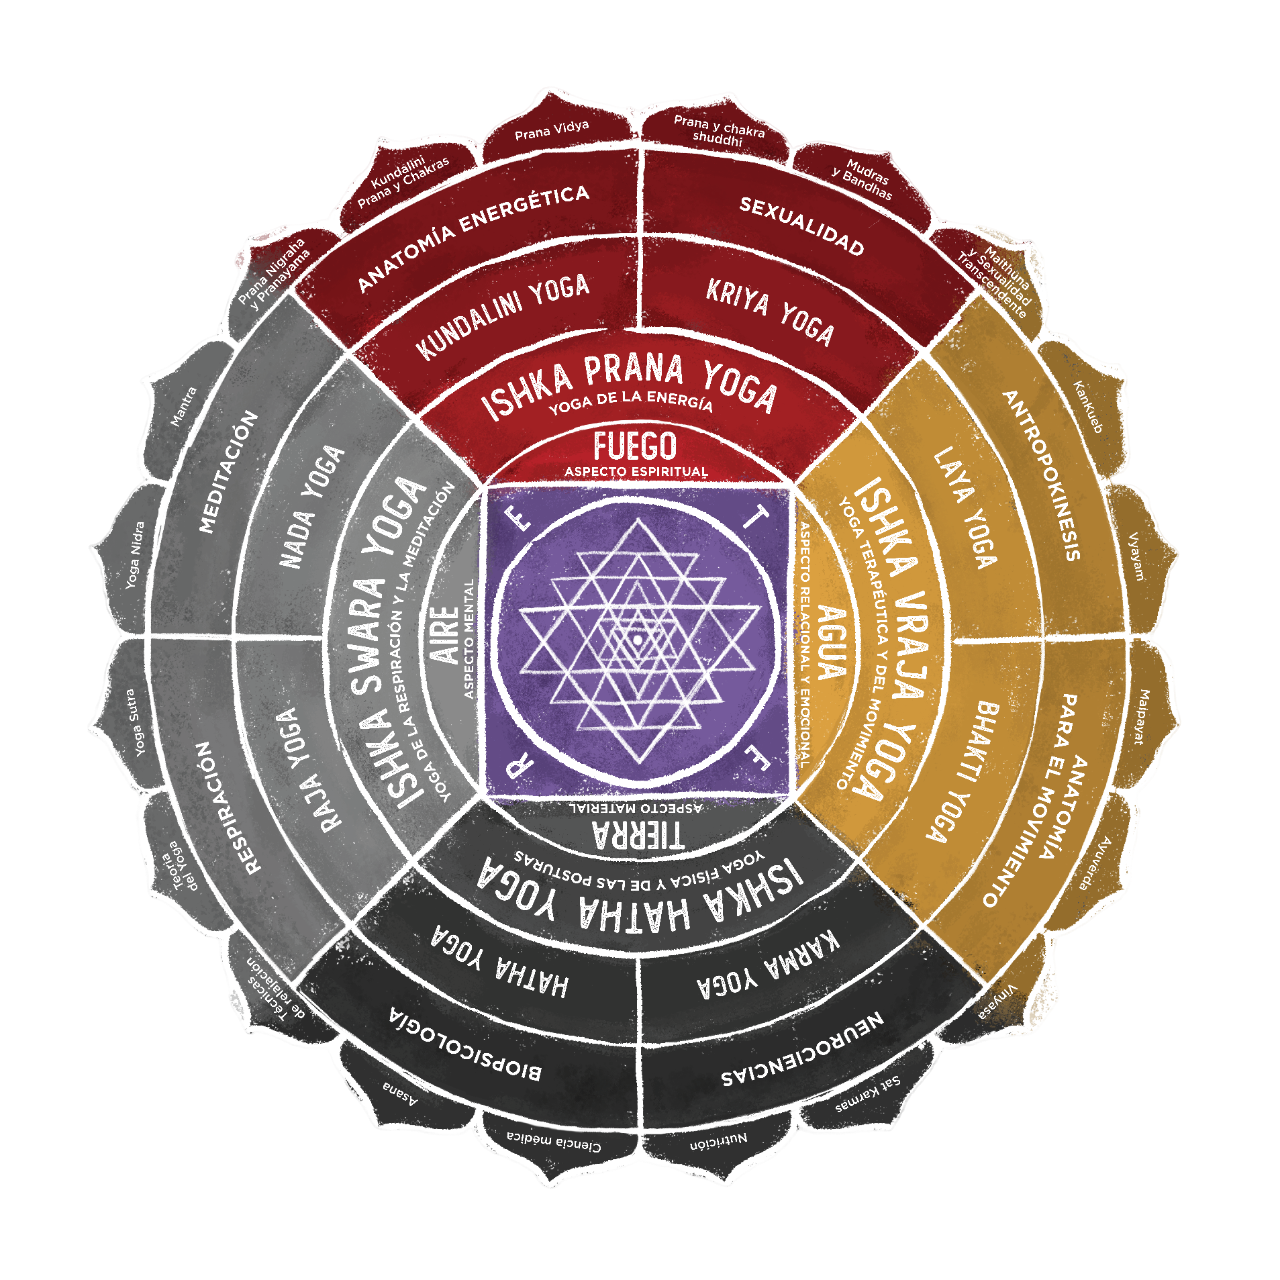 Prana Vidya
Prana y chakra
shuddhi
Mudras
y Bandhas
Maithuna
y Sexualidad
Transcendente
KanKueb
Vyayam
Malpayat
Ayuverda
Vinyasa
Sat Karmas
Nutrición
Ciencia médica
Asana
Técnicas
de relajación
Teoría
del Yoga
Yoga Sutra
Yoga Nidra
Mantra
Prana Nigraha
y Pranayama
Kundalini
Prana y Chakras
ANATOMÍA ENERGÉTICA
SEXUALIDAD
KUNDALINI YOGA
KRIYA YOGA
ISHKA PRANA YOGA
YOGA DE LA ENERGÍA
FUEGO
ASPECTO ESPIRITUAL
ANTROPOKINESIS
ANATOMÍA
PARA EL MOVIMIENTO
LAYA YOGA
BHAKTI YOGA
ISHKA VRAJA YOGA
YOGA TERAPÉUTICA Y DEL MOVIMIENTO
AGUA
ASPECTO RELACIONAL Y EMOCIONAL
NEUROCIENCIAS
BIOPSICOLOGÍA
KARMA YOGA
HATHA YOGA
ISHKA HATHA YOGA
YOGA FÍSICA Y DE LAS POSTURAS
TIERRA
ASPECTO MATERIAL
RESPIRACIÓN
MEDITACIÓN
RAJA YOGA
NADA YOGA
ISHKA SWARA YOGA
YOGA DE LA RESPIRACIÓN Y LA MEDITACIÓN
AIRE
ASPECTO MENTAL
E
T
E
R